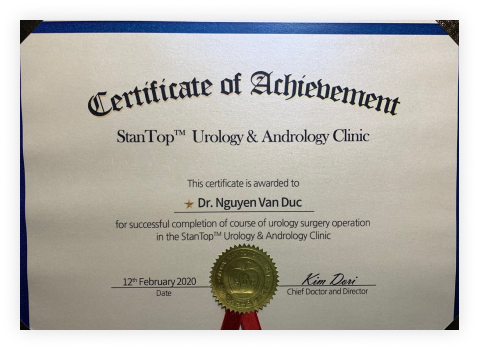 Certificate of Achievement
StanTop™ Urology & Andrology Clinic
This certificate is awarded to
Dr. Nguyen Van Duc
for successful completion of course of urology surgery operation
in the StanTop™ Urology & Andrology Clinic
12th February 2020
Kim Dori
Date
Chief Doctor and Director